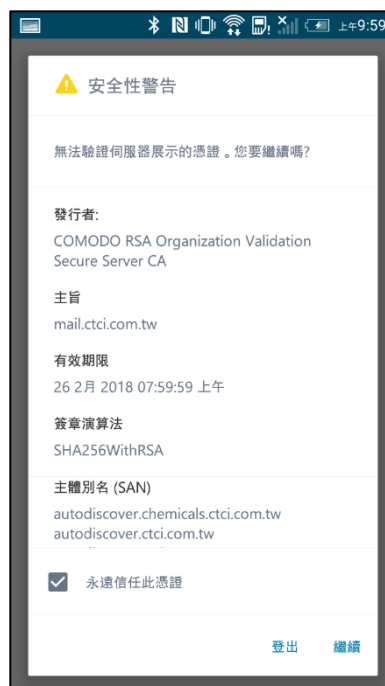 上午9:59
安全性警告
無法驗證伺服器展示的憑證。您要繼續嗎?
發行者:
COMODO RSA Organization Validation
Secure Server CA
主旨
mail.ctci.com.tw
有效期限
26 2月 2018 07:59:59 上午
簽章演算法
SHA256WithRSA
主體別名 (SAN)
autodiscover.chemicals.ctci.com.tw
autodiscover.ctci.com.tw
永遠信任此憑證
登出 繼續